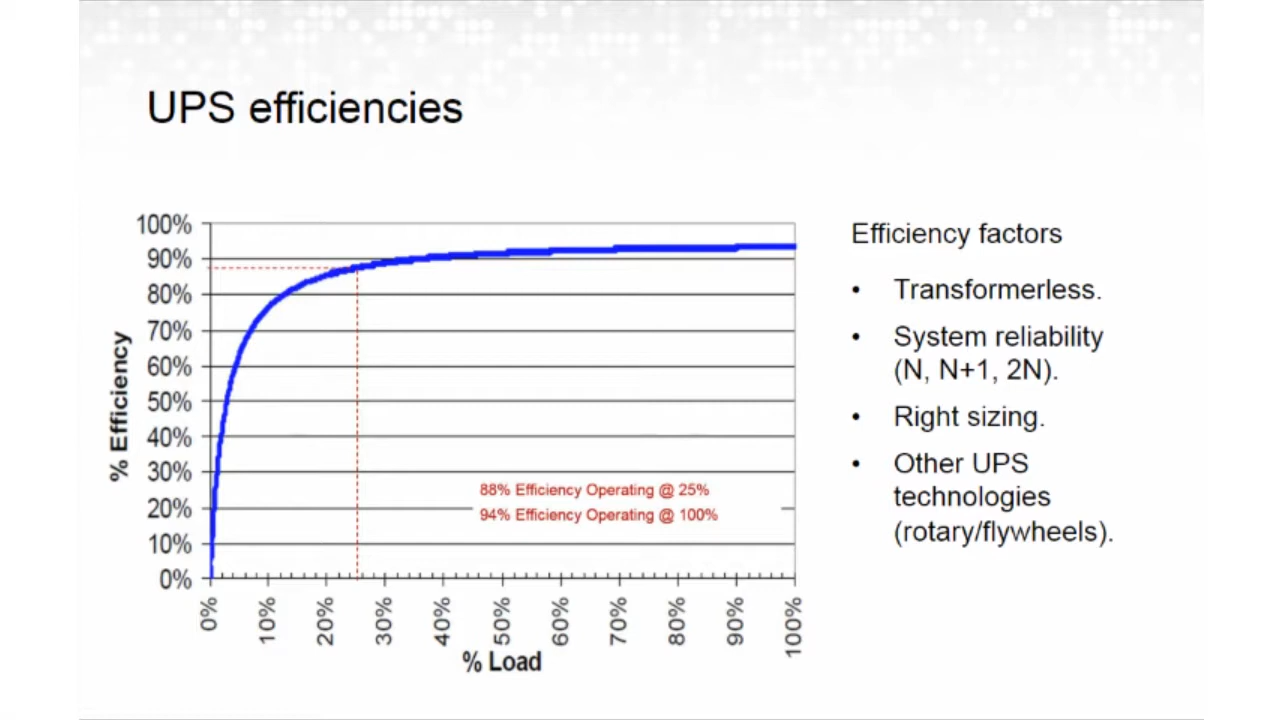 UPS efficiencies
100%
90%
80%
70%
60%
50%
40%
30%
20%
10%
0%
% Efficiency
88% Efficiency Operating @ 25%
94% Efficiency Operating @ 100%
0%
10%
20%
30%
40%
50%
60%
70%
80%
90%
100%
% Load
Efficiency factors
• Transformerless.
• System reliability
(N, N+1, 2N).
• Right sizing.
• Other UPS
technologies
(rotary/flywheels).